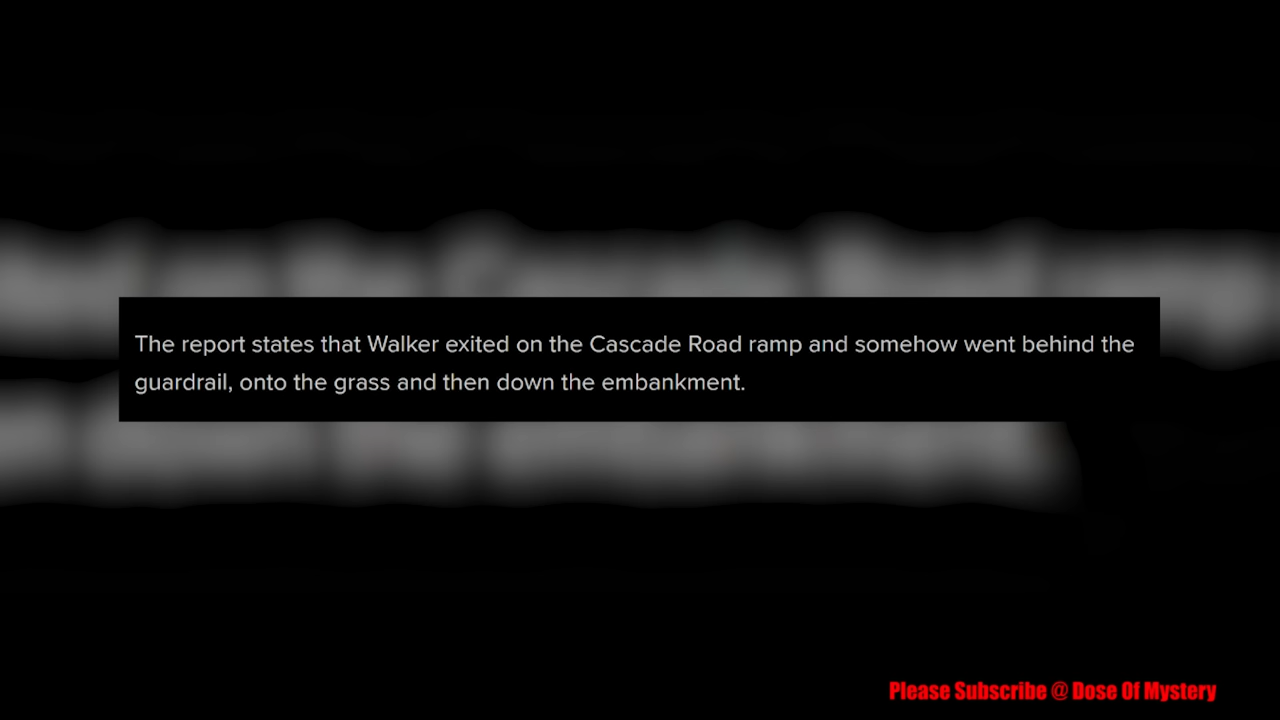 The report states that Walker exited on the Cascade Road ramp and somehow went behind the
guardrail, onto the grass and then down the embankment.
Please Subscribe @ Dose Of Mystery